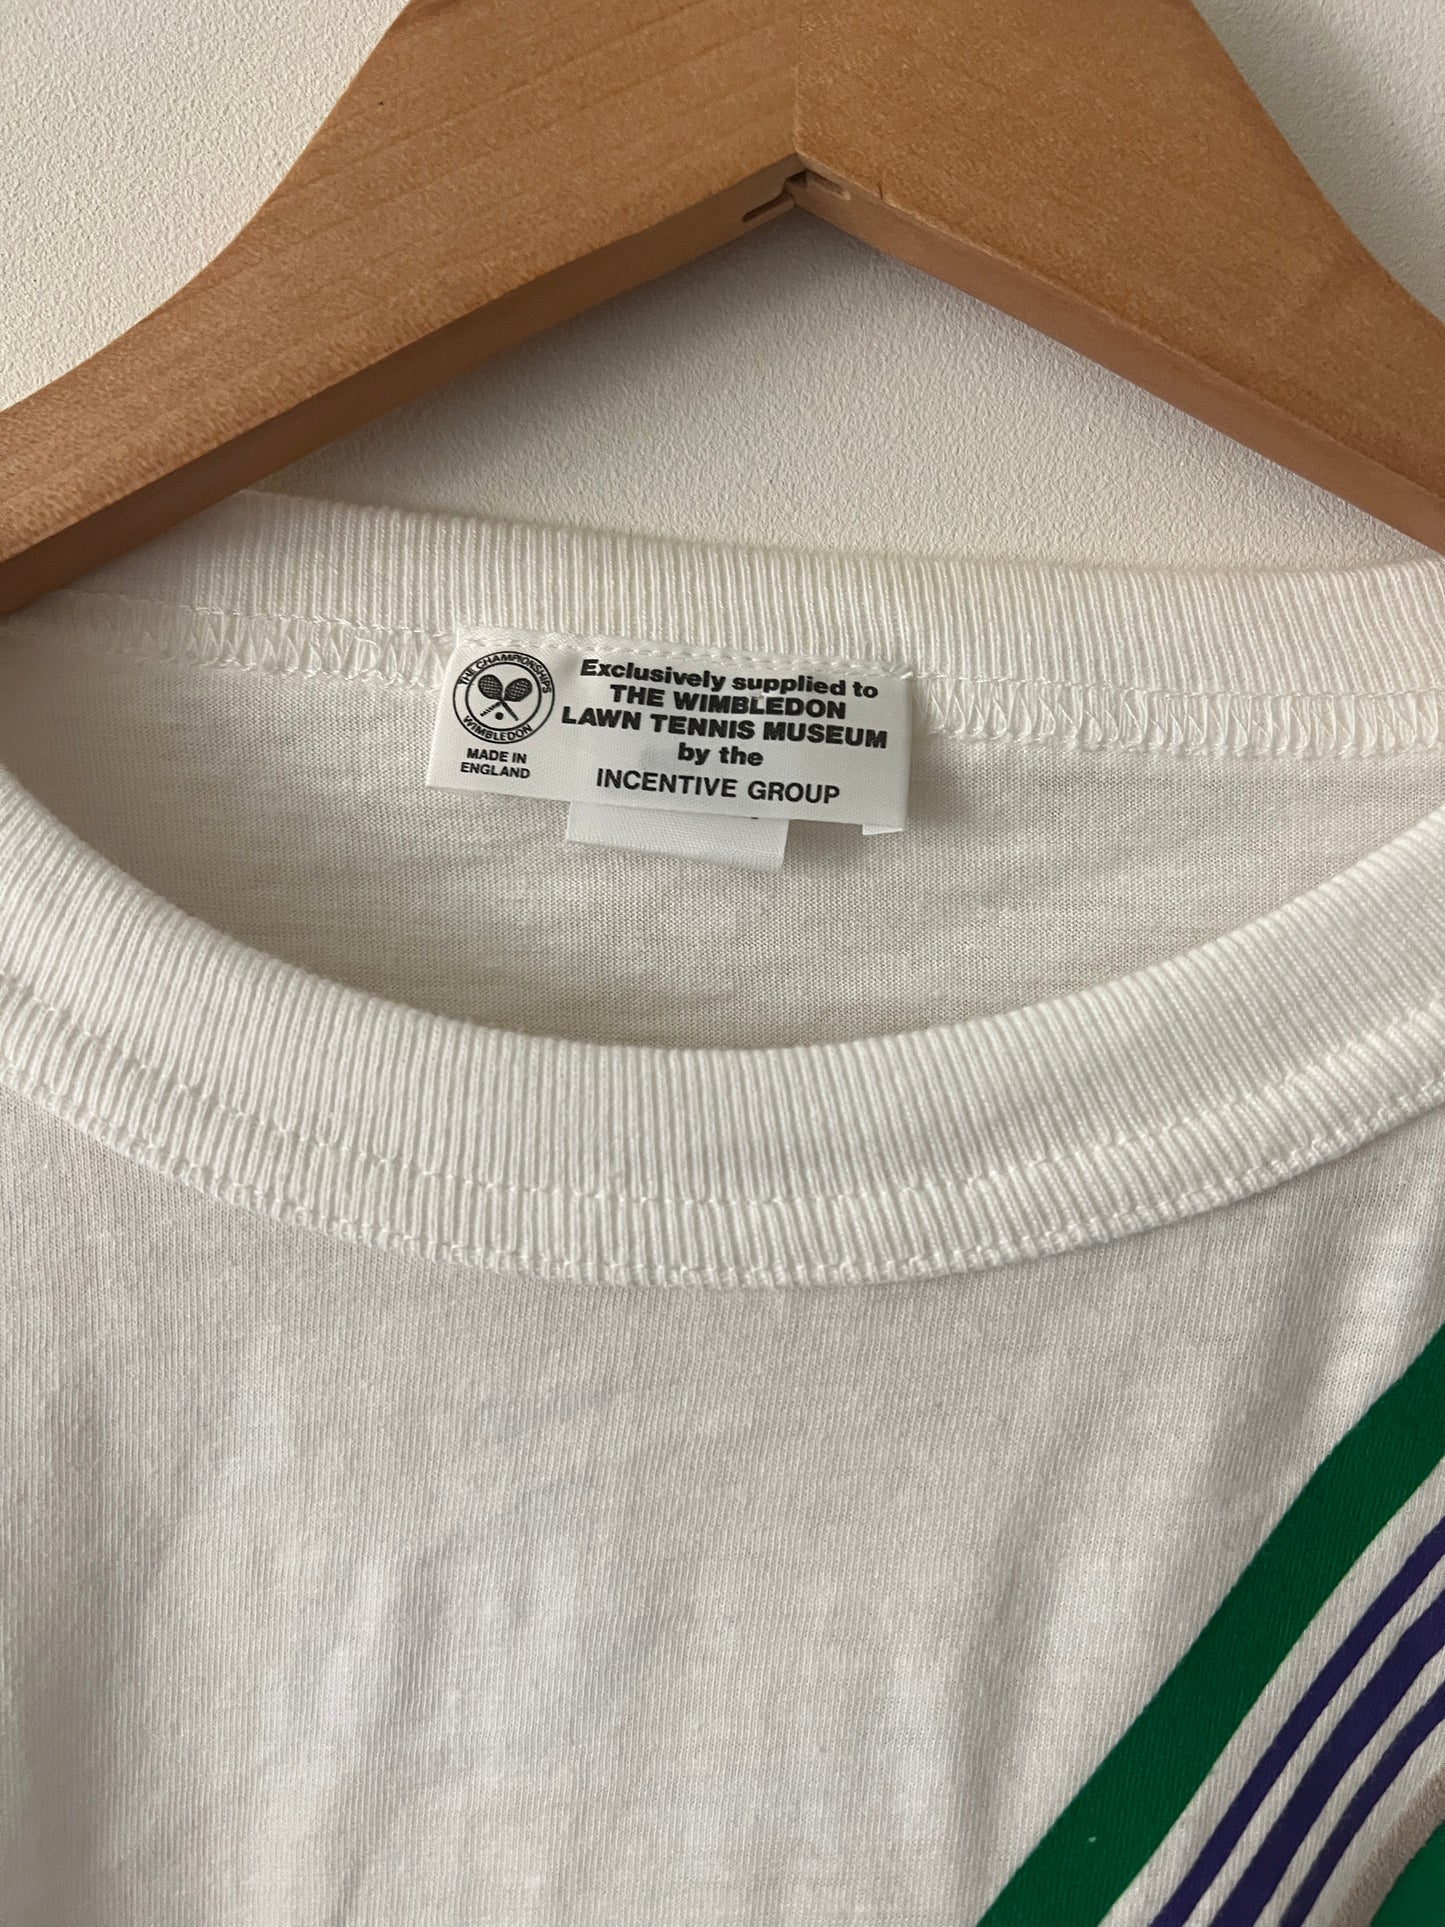 THE CHAMPIONSHIPS
WIMBLEDON
MADE IN
ENGLAND
Exclusively supplied to
THE WIMBLEDON
LAWN TENNIS MUSEUM
by the
INCENTIVE GROUP